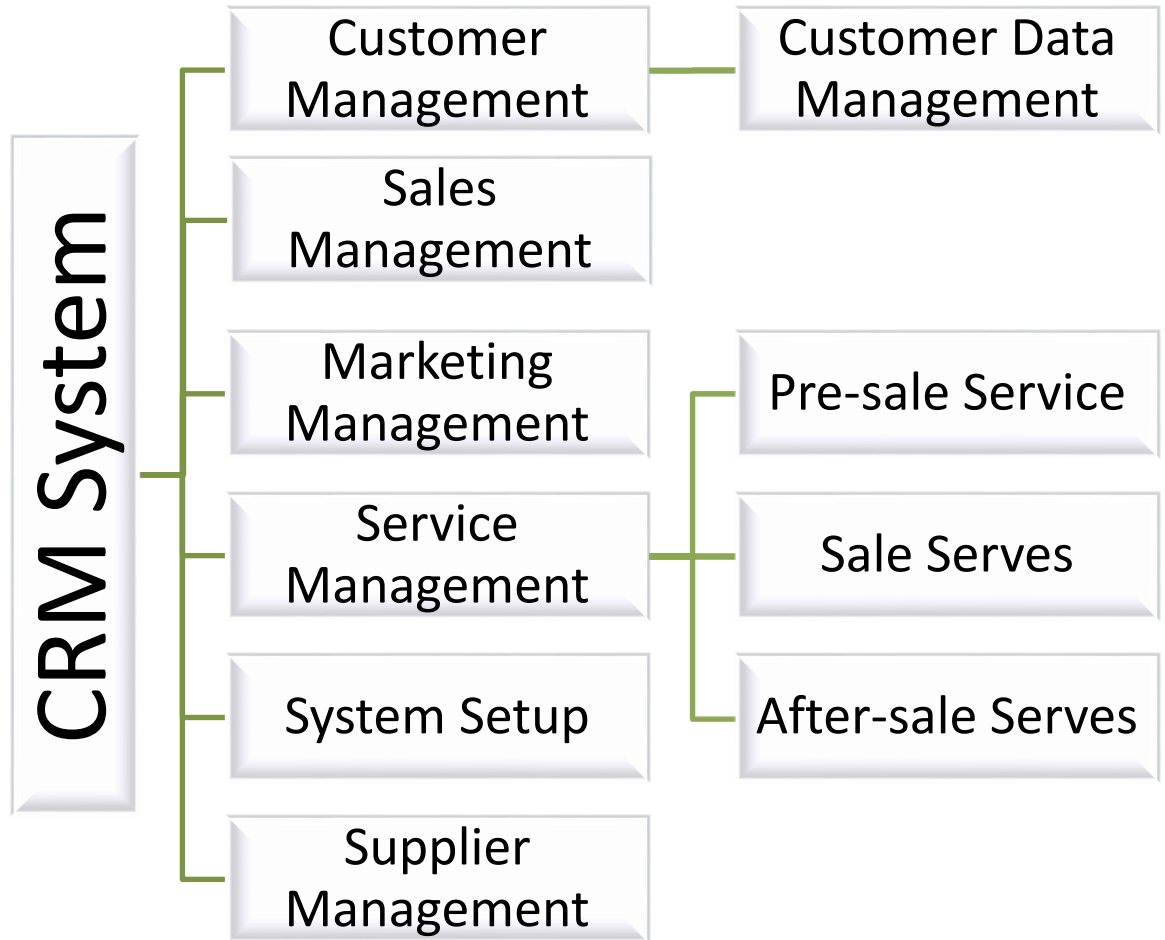 CRM System
Customer
Management
Customer Data
Management
Sales
Management
Marketing
Management
Service
Management
Pre-sale Service
Sale Serves
After-sale Serves
System Setup
Supplier
Management